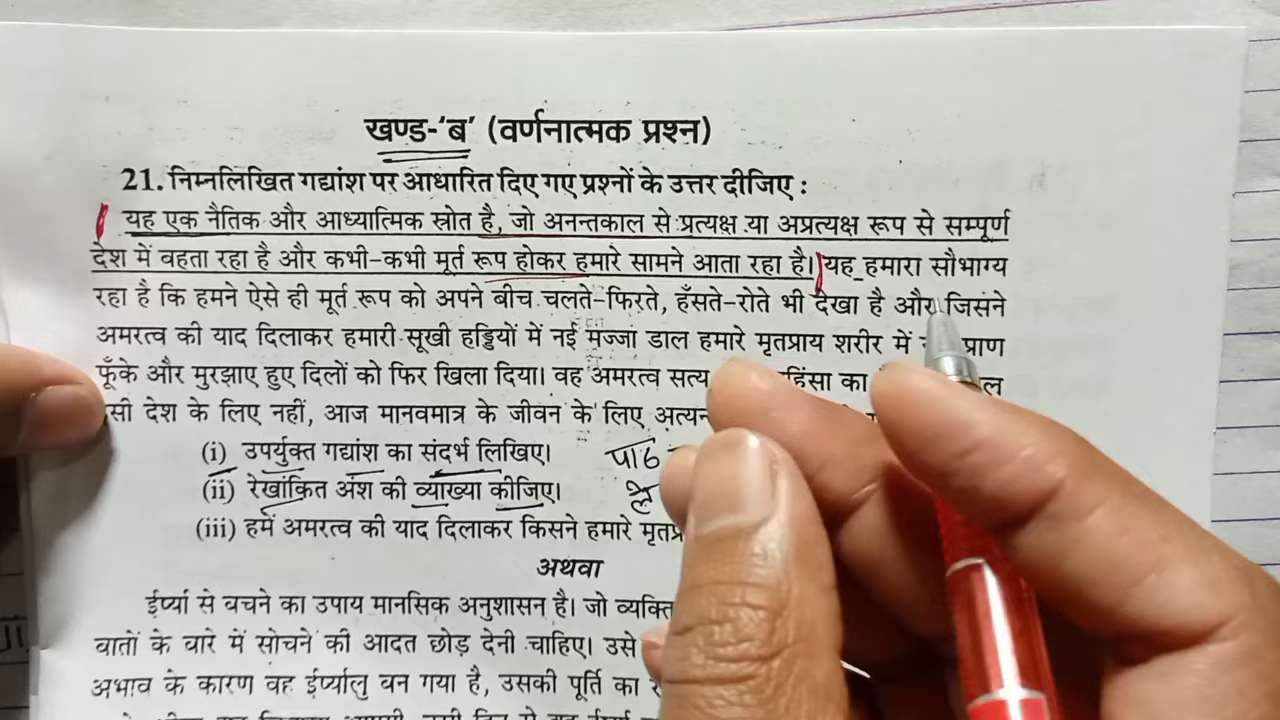 खण्ड-'ब' (वर्णनात्मक प्रश्न)
21. निम्नलिखित गद्यांश पर आधारित दिए गए प्रश्नों के उत्तर दीजिए :
यह एक नैतिक और आध्यात्मिक स्रोत है, जो अनन्तकाल से प्रत्यक्ष या अप्रत्यक्ष रूप से सम्पूर्ण
देश में वहता रहा है और कभी-कभी मूर्त रूप होकर हमारे सामने आता रहा है। यह हमारा सौभाग्य
रहा है कि हमने ऐसे ही मूर्त रूप को अपने बीच चलते-फिरते, हँसते-रोते भी देखा है और जिसने
अमरत्व की याद दिलाकर हमारी सूखी हड्डियों में नई मज्जा डाल हमारे मृतप्राय शरीर में प्राण
फूँके और मुरझाए हुए दिलों को फिर खिला दिया। वह अमरत्व सत्य हिंसा का
देश के लिए नहीं, आज मानवमात्र के जीवन के लिए
(i) उपर्युक्त गद्यांश का संदर्भ लिखिए। पाठ
(ii) रेखांकित अंश की व्याख्या कीजिए। ले
(iii) हमें अमरत्व की याद दिलाकर किसने हमारे
अथवा
ईर्ष्या से वचने का उपाय मानसिक अनुशासन है। जो व्यक्ति
वातों के वारे में सोचने की आदत छोड़ देनी चाहिए। उसे
अभाव के कारण वह ईर्ष्यालु वन गया है, उसकी पूर्ति का